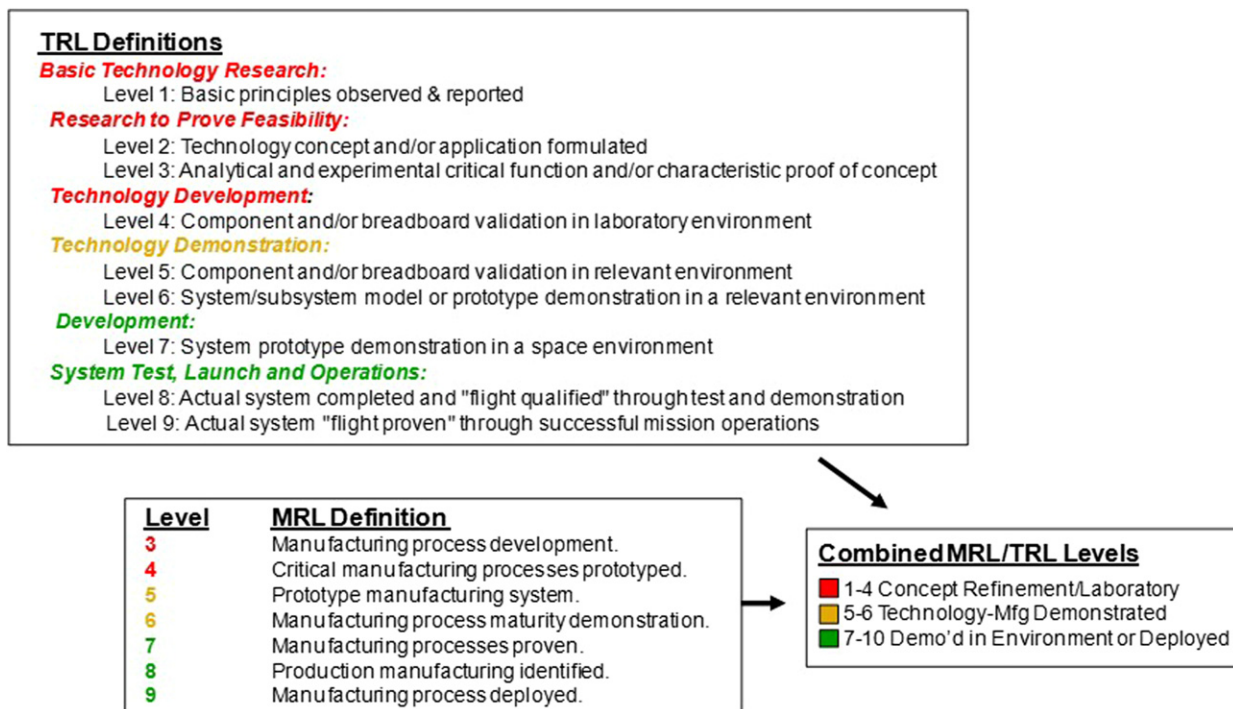 TRL Definitions
Basic Technology Research:
Level 1: Basic principles observed & reported
Research to Prove Feasibility:
Level 2: Technology concept and/or application formulated
Level 3: Analytical and experimental critical function and/or characteristic proof of concept
Technology Development:
Level 4: Component and/or breadboard validation in laboratory environment
Technology Demonstration:
Level 5: Component and/or breadboard validation in relevant environment
Level 6: System/subsystem model or prototype demonstration in a relevant environment
Development:
Level 7: System prototype demonstration in a space environment
System Test, Launch and Operations:
Level 8: Actual system completed and "flight qualified" through test and demonstration
Level 9: Actual system "flight proven" through successful mission operations
Level MRL Definition
3 Manufacturing process development.
4 Critical manufacturing processes prototyped.
5 Prototype manufacturing system.
6 Manufacturing process maturity demonstration.
7 Manufacturing processes proven.
8 Production manufacturing identified.
9 Manufacturing process deployed.
Combined MRL/TRL Levels
1-4 Concept Refinement/Laboratory
5-6 Technology-Mfg Demonstrated
7-10 Demo'd in Environment or Deployed